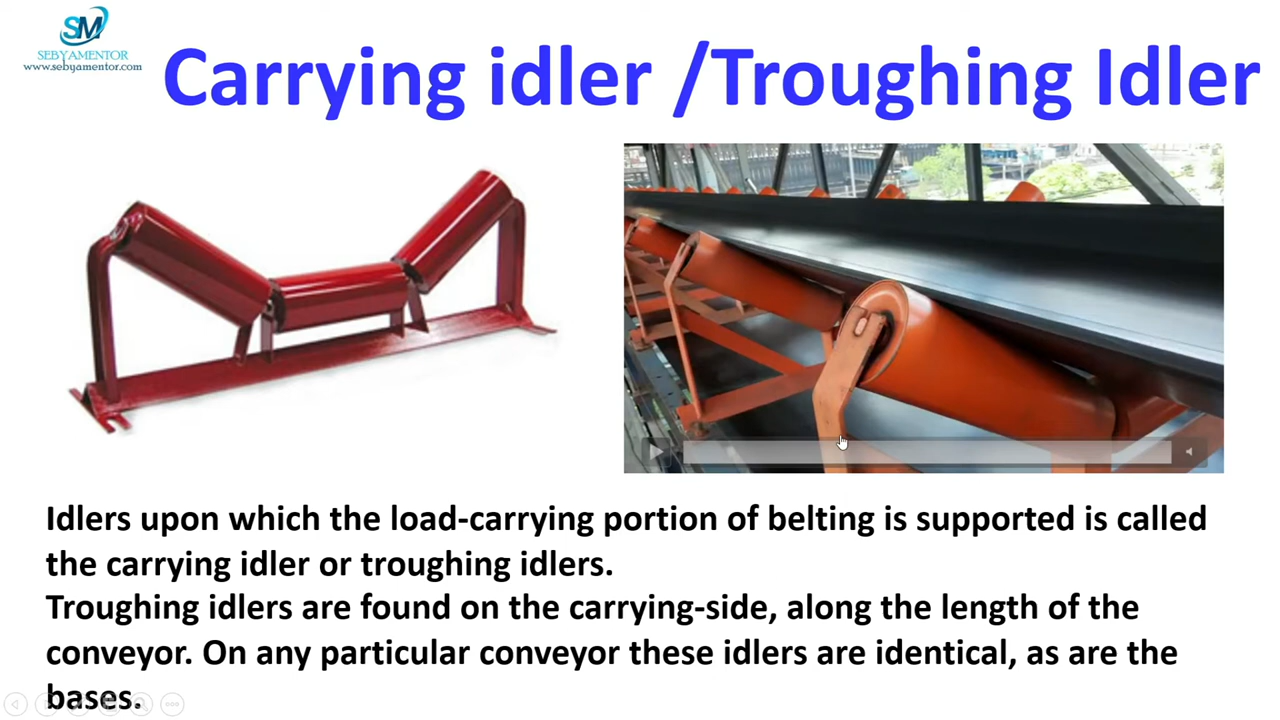 SM
SEBYAMENTOR
www.sebyamentor.com
Carrying idler /Troughing Idler
Idlers upon which the load-carrying portion of belting is supported is called
the carrying idler or troughing idlers.
Troughing idlers are found on the carrying-side, along the length of the
conveyor. On any particular conveyor these idlers are identical, as are the
bases.